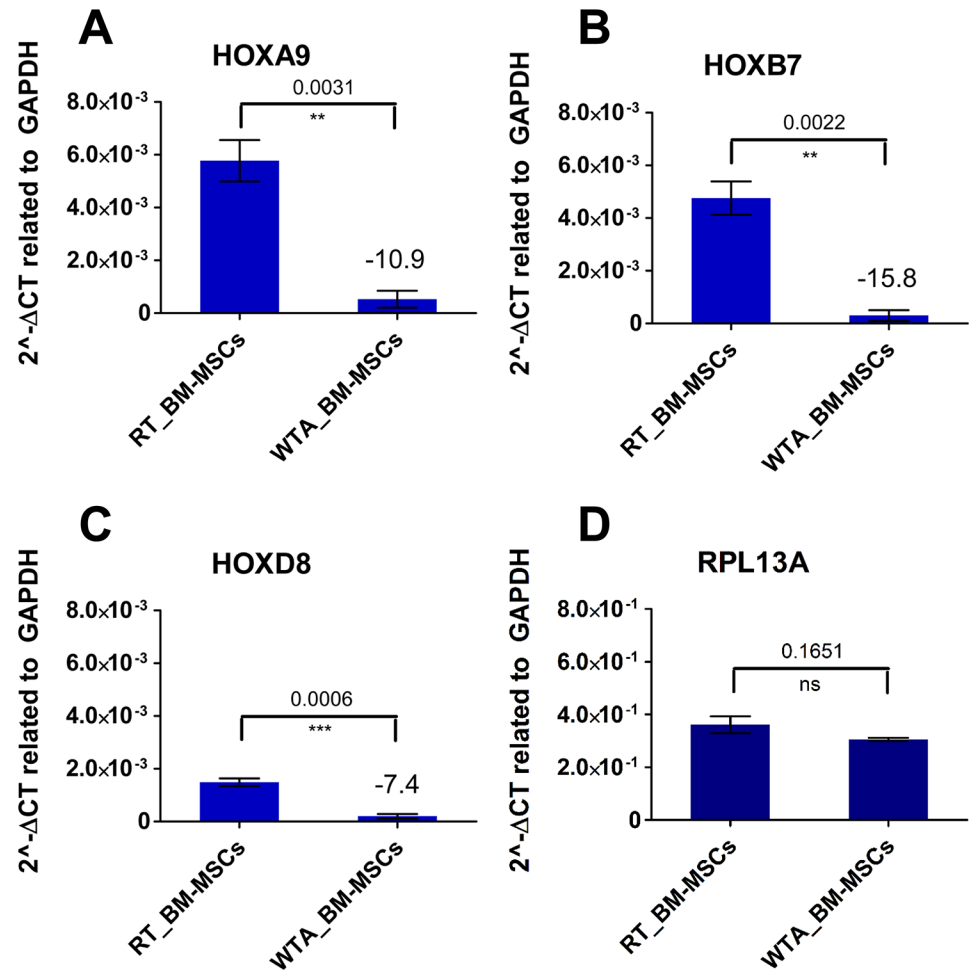 A
HOXA9
2^-ΔCT related to GAPDH
8.0×10⁻³
6.0×10⁻³
4.0×10⁻³
2.0×10⁻³
0
0.0031
**
-10.9
RT_BM-MSCs
WTA_BM-MSCs
B
HOXB7
2^-ΔCT related to GAPDH
8.0×10⁻³
6.0×10⁻³
4.0×10⁻³
2.0×10⁻³
0
0.0022
**
-15.8
RT_BM-MSCs
WTA_BM-MSCs
C
HOXD8
2^-ΔCT related to GAPDH
8.0×10⁻³
6.0×10⁻³
4.0×10⁻³
2.0×10⁻³
0
0.0006
***
-7.4
RT_BM-MSCs
WTA_BM-MSCs
D
RPL13A
2^-ΔCT related to GAPDH
8.0×10⁻¹
6.0×10⁻¹
4.0×10⁻¹
2.0×10⁻¹
0
0.1651
ns
RT_BM-MSCs
WTA_BM-MSCs